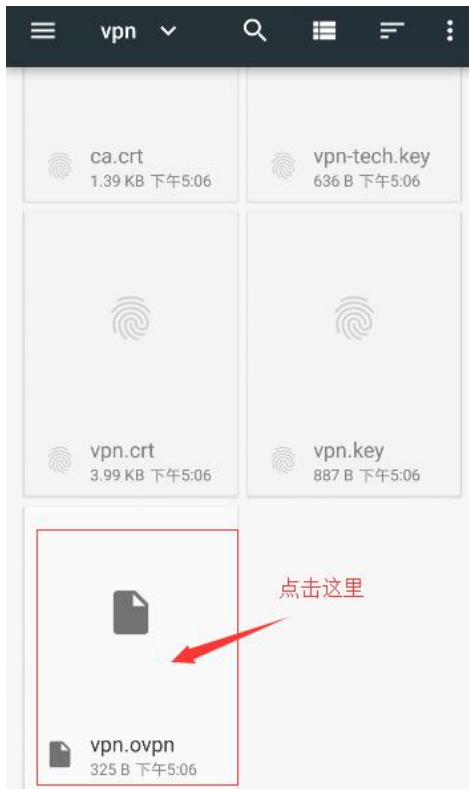 vpn
ca.crt
1.39 KB 下午5:06
vpn-tech.key
636 B 下午5:06
vpn.crt
3.99 KB 下午5:06
vpn.key
887 B 下午5:06
点击这里
vpn.ovpn
325 B 下午5:06